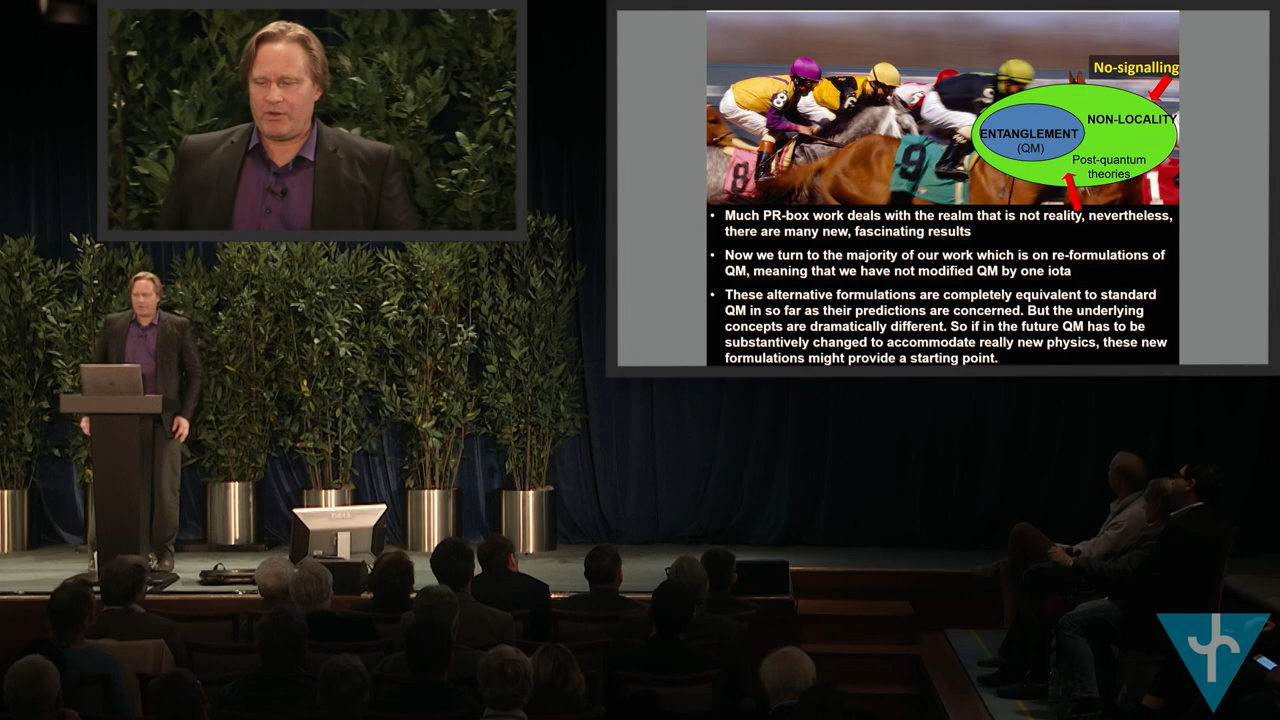 No-signalling
NON-LOCALITY
ENTANGLEMENT
(QM)
Post-quantum
theories
8
8
9
1
• Much PR-box work deals with the realm that is not reality, nevertheless,
there are many new, fascinating results
• Now we turn to the majority of our work which is on re-formulations of
QM, meaning that we have not modified QM by one iota
• These alternative formulations are completely equivalent to standard
QM in so far as their predictions are concerned. But the underlying
concepts are dramatically different. So if in the future QM has to be
substantively changed to accommodate really new physics, these new
formulations might provide a starting point.